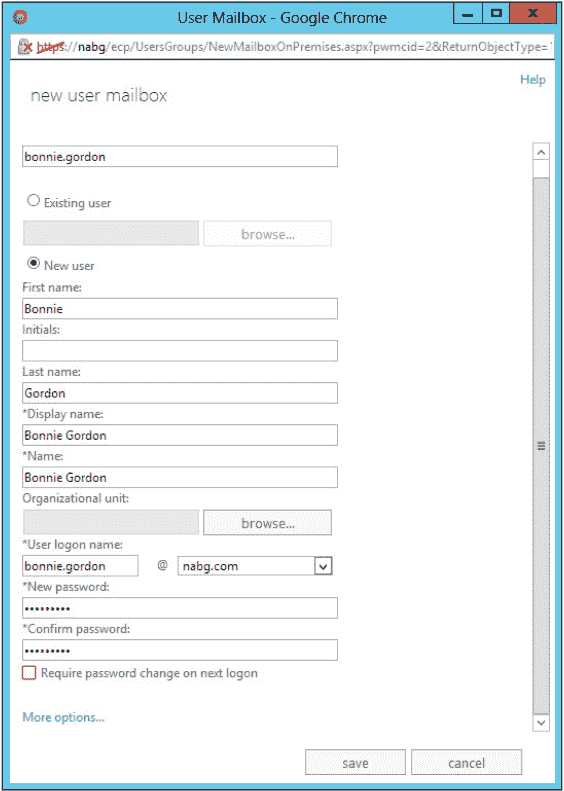 User Mailbox - Google Chrome
https://nabg/ecp/UsersGroups/NewMailboxOnPremises.aspx?pwmcid=2&ReturnObjectType=1
Help
new user mailbox
bonnie.gordon
Existing user
browse...
New user
First name:
Bonnie
Initials:
Last name:
Gordon
*Display name:
Bonnie Gordon
*Name:
Bonnie Gordon
Organizational unit:
browse...
*User logon name:
bonnie.gordon @ nabg.com
*New password:
•••••••••
*Confirm password:
•••••••••
Require password change on next logon
More options...
save cancel